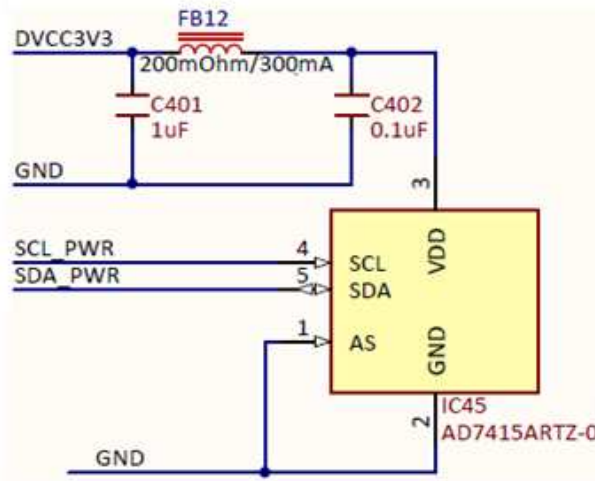 FB12
DVCC3V3
200mOhm/300mA
C401
1uF
C402
0.1uF
GND
3
VDD
SCL_PWR
4
SCL
SDA_PWR
5
SDA
1
AS
GND
2
IC45
AD7415ARTZ-0
GND